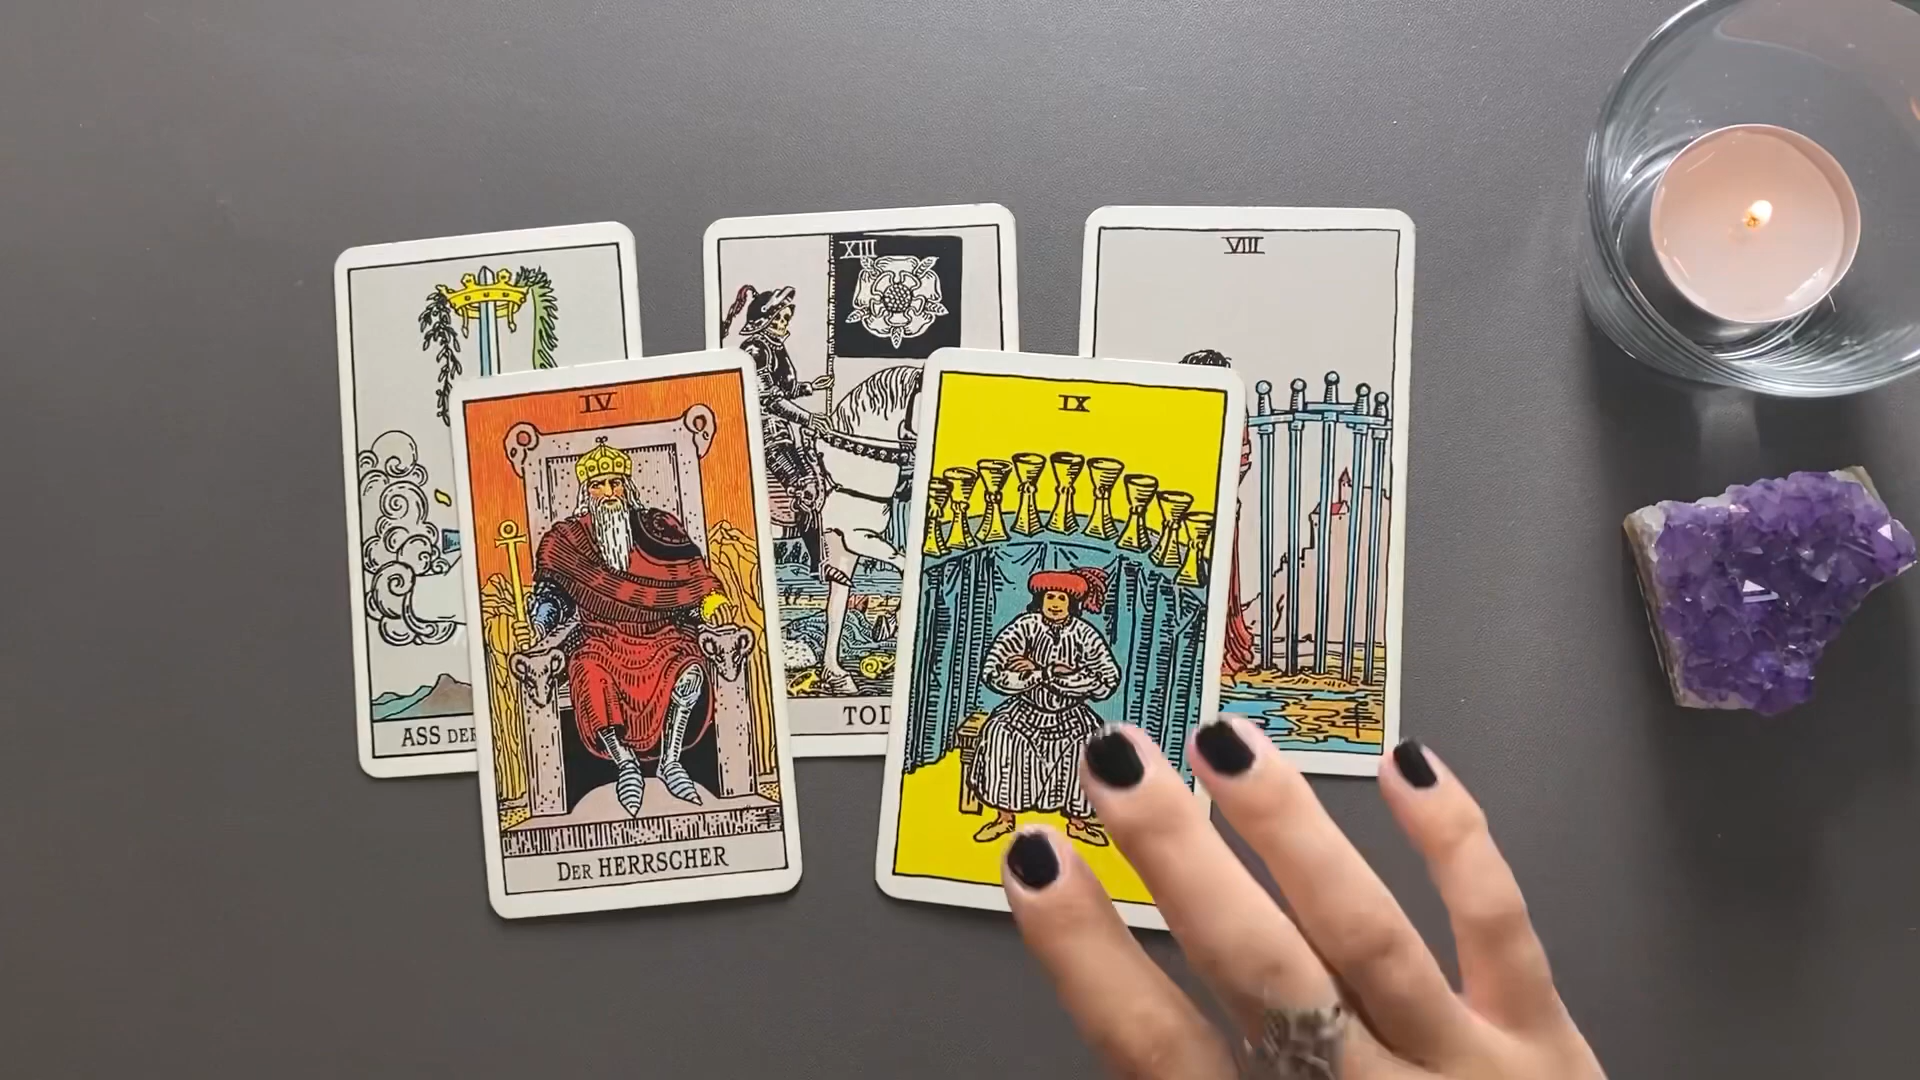 XIII
VIII
IV
IX
ASS DER
TOD
DER HERRSCHER